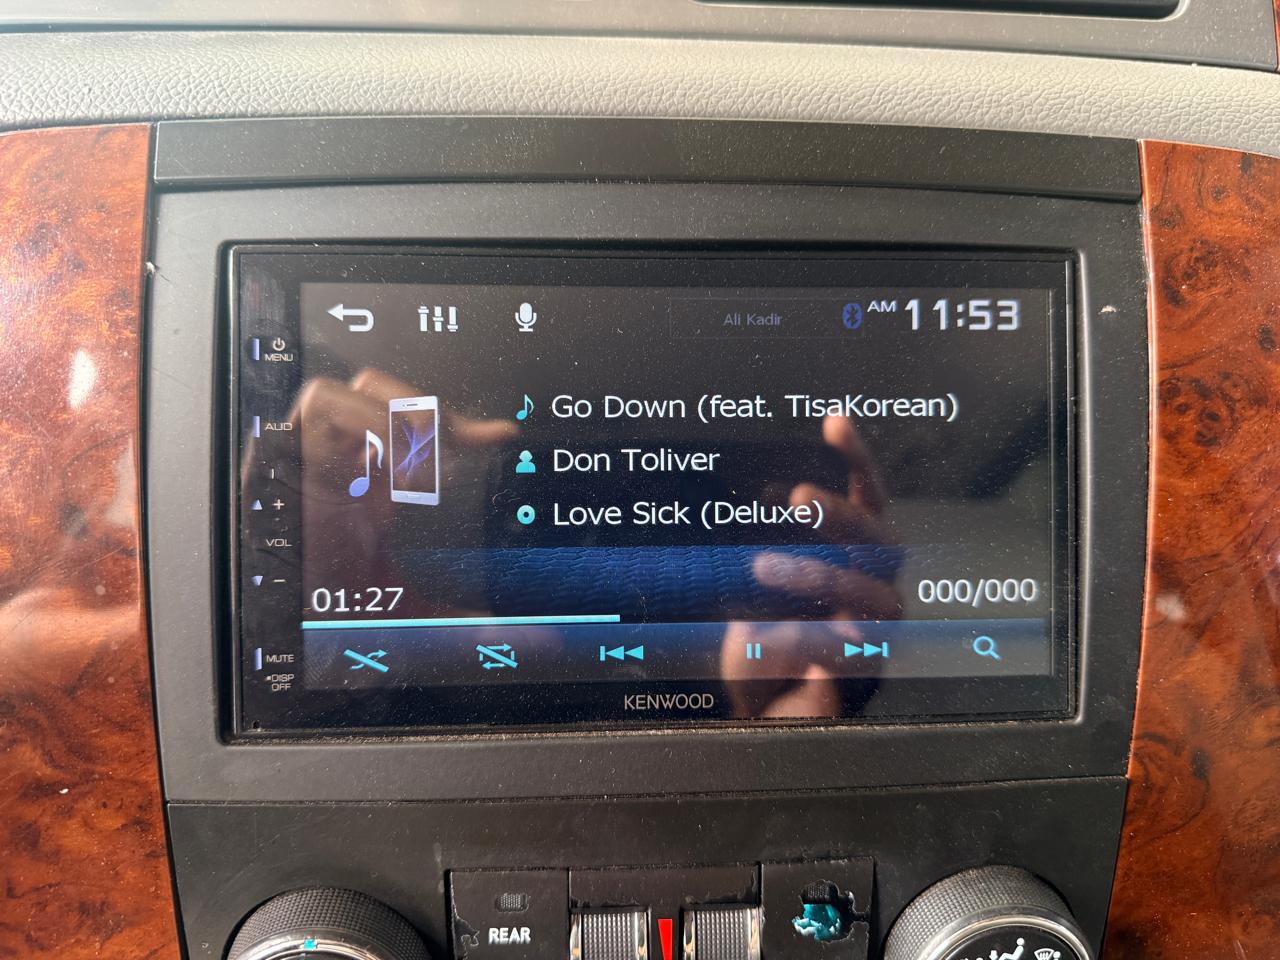 Ali Kadir
AM 11:53
MENU
Go Down (feat. TisaKorean)
AUD
Don Toliver
+
Love Sick (Deluxe)
VOL
−
01:27
000/000
MUTE
DISP
OFF
KENWOOD
REAR